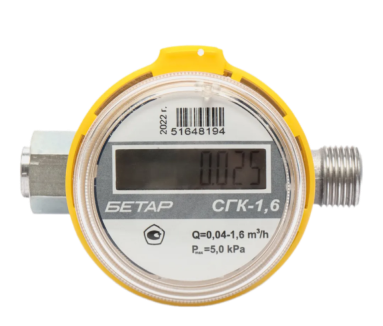 2022 г.
51648194
0.025
БЕТАР
СГК-1,6
Q=0,04-1,6 m³/h
Pmax=5,0 kPa